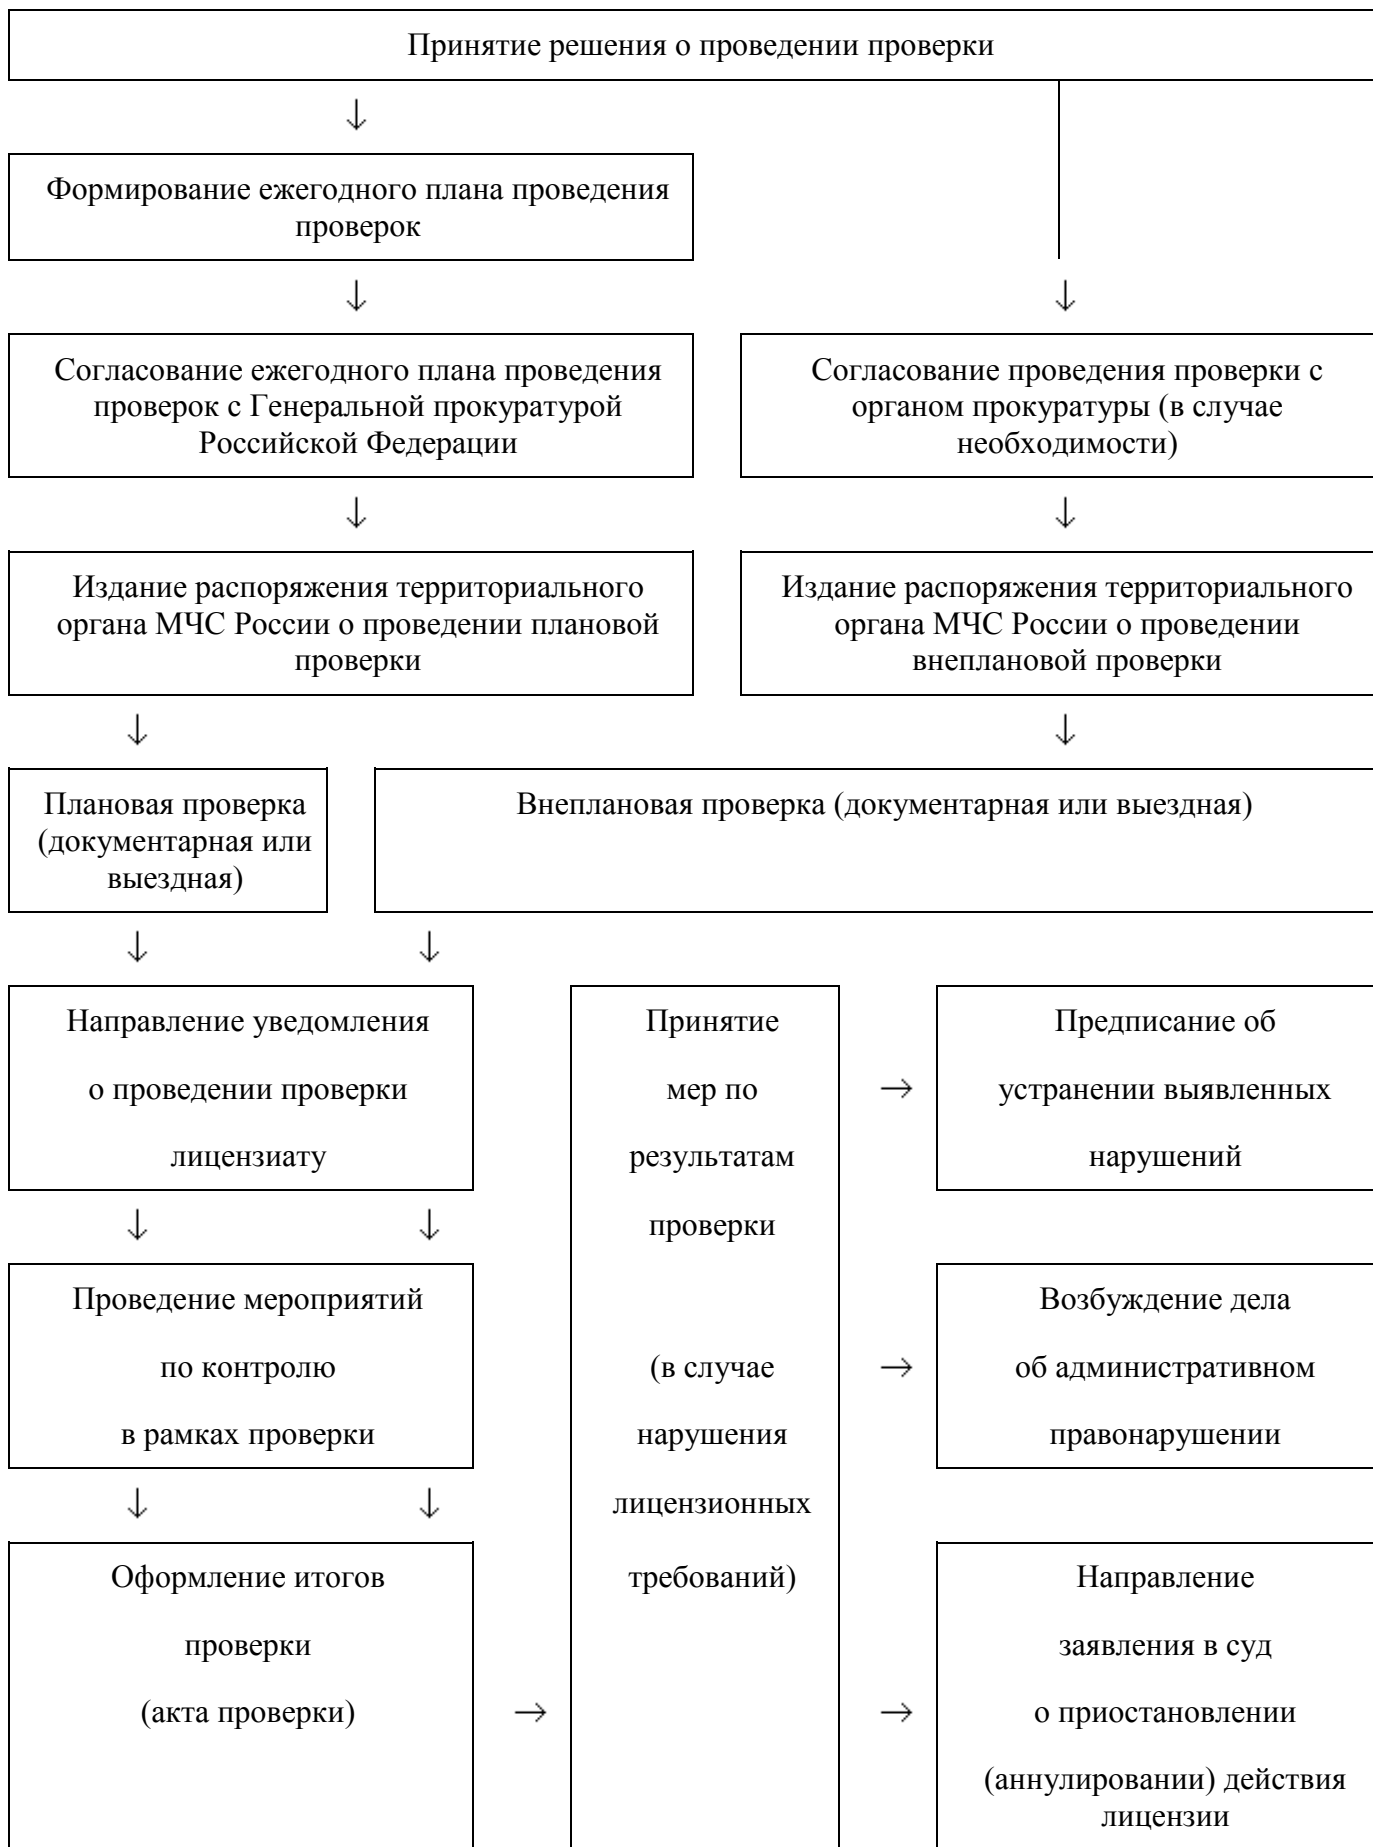 Принятие решения о проведении проверки
↓
Формирование ежегодного плана проведения
проверок
↓
↓
Согласование ежегодного плана проведения
проверок с Генеральной прокуратурой
Российской Федерации
Согласование проведения проверки с
органом прокуратуры (в случае
необходимости)
↓
↓
Издание распоряжения территориального
органа МЧС России о проведении плановой
проверки
Издание распоряжения территориального
органа МЧС России о проведении
внеплановой проверки
↓
↓
Плановая проверка
(документарная или
выездная)
Внеплановая проверка (документарная или выездная)
↓
↓
Направление уведомления
о проведении проверки
лицензиату
↓
↓
Проведение мероприятий
по контролю
в рамках проверки
↓
↓
Оформление итогов
проверки
(акта проверки)
→
Принятие
мер по
результатам
проверки
(в случае
нарушения
лицензионных
требований)
→
Предписание об
устранении выявленных
нарушений
→
Возбуждение дела
об административном
правонарушении
→
Направление
заявления в суд
о приостановлении
(аннулировании) действия
лицензии